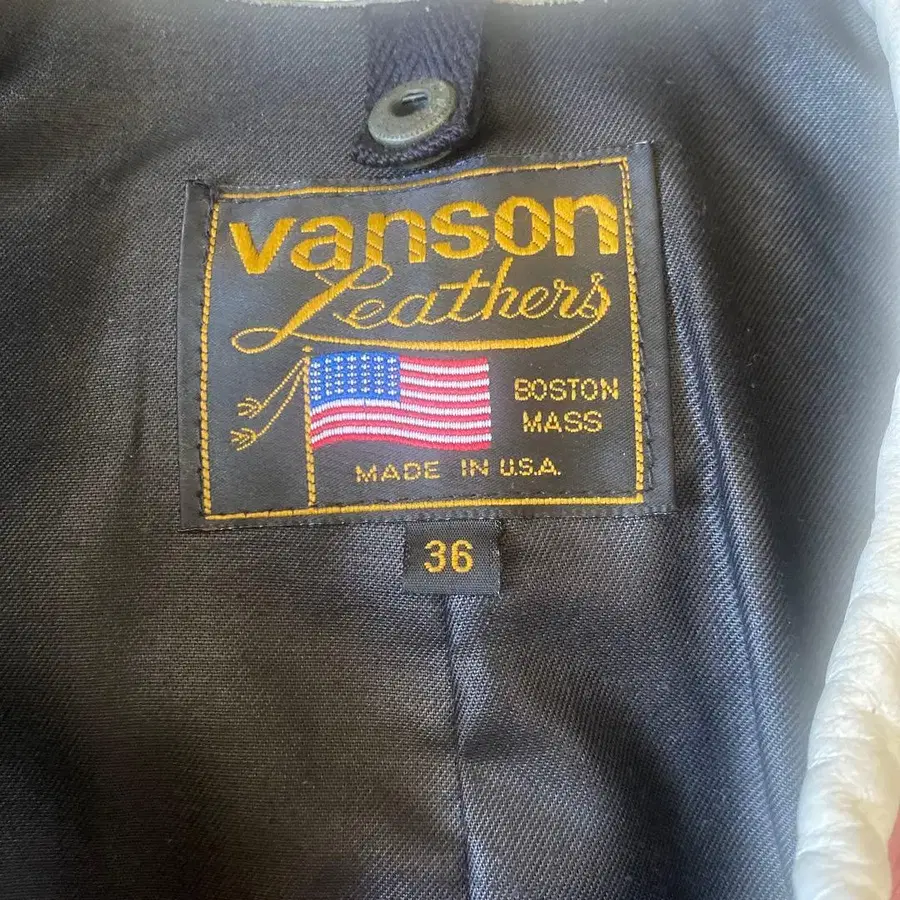 vanson
Leathers
BOSTON
MASS
MADE IN U.S.A.
36